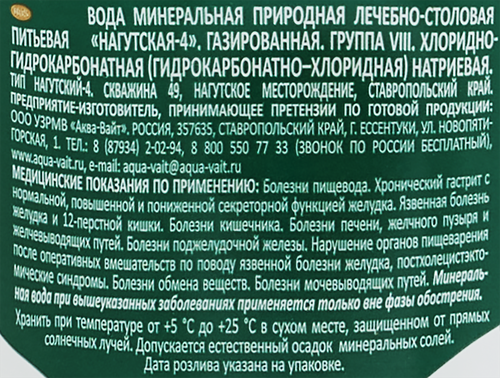 ВОДА МИНЕРАЛЬНАЯ ПРИРОДНАЯ ЛЕЧЕБНО-СТОЛОВАЯ
ПИТЬЕВАЯ «НАГУТСКАЯ-4». ГАЗИРОВАННАЯ. ГРУППА VIII. ХЛОРИДНО-
ГИДРОКАРБОНАТНАЯ (ГИДРОКАРБОНАТНО–ХЛОРИДНАЯ) НАТРИЕВАЯ.
ТИП НАГУТСКИЙ-4. СКВАЖИНА 49, НАГУТСКОЕ МЕСТОРОЖДЕНИЕ, СТАВРОПОЛЬСКИЙ КРАЙ.
ПРЕДПРИЯТИЕ-ИЗГОТОВИТЕЛЬ, ПРИНИМАЮЩЕЕ ПРЕТЕНЗИИ ПО ГОТОВОЙ ПРОДУКЦИИ:
ООО УЗРМВ «Аква-Вайт». РОССИЯ, 357635, СТАВРОПОЛЬСКИЙ КРАЙ, Г. ЕССЕНТУКИ, УЛ. НОВОПЯТИ-
ГОРСКАЯ, 1. ТЕЛ.: 8 (87934) 2-02-94, 8 800 550 77 33 (ЗВОНОК ПО РОССИИ БЕСПЛАТНЫЙ),
www.aqua-vait.ru, e-mail: aqua-vait@aqua-vait.ru
МЕДИЦИНСКИЕ ПОКАЗАНИЯ ПО ПРИМЕНЕНИЮ: Болезни пищевода. Хронический гастрит с
нормальной, повышенной и пониженной секреторной функцией желудка. Язвенная болезнь
желудка и 12-перстной кишки. Болезни кишечника. Болезни печени, желчного пузыря и
желчевыводящих путей. Болезни поджелудочной железы. Нарушение органов пищеварения
после оперативных вмешательств по поводу язвенной болезни желудка, постхолецистэкто-
мические синдромы. Болезни обмена веществ. Болезни мочевыводящих путей. Минераль-
ная вода при вышеуказанных заболеваниях применяется только вне фазы обострения.
Хранить при температуре от +5 °С до +25 °С в сухом месте, защищенном от прямых
солнечных лучей. Допускается естественный осадок минеральных солей.
Дата розлива указана на упаковке.